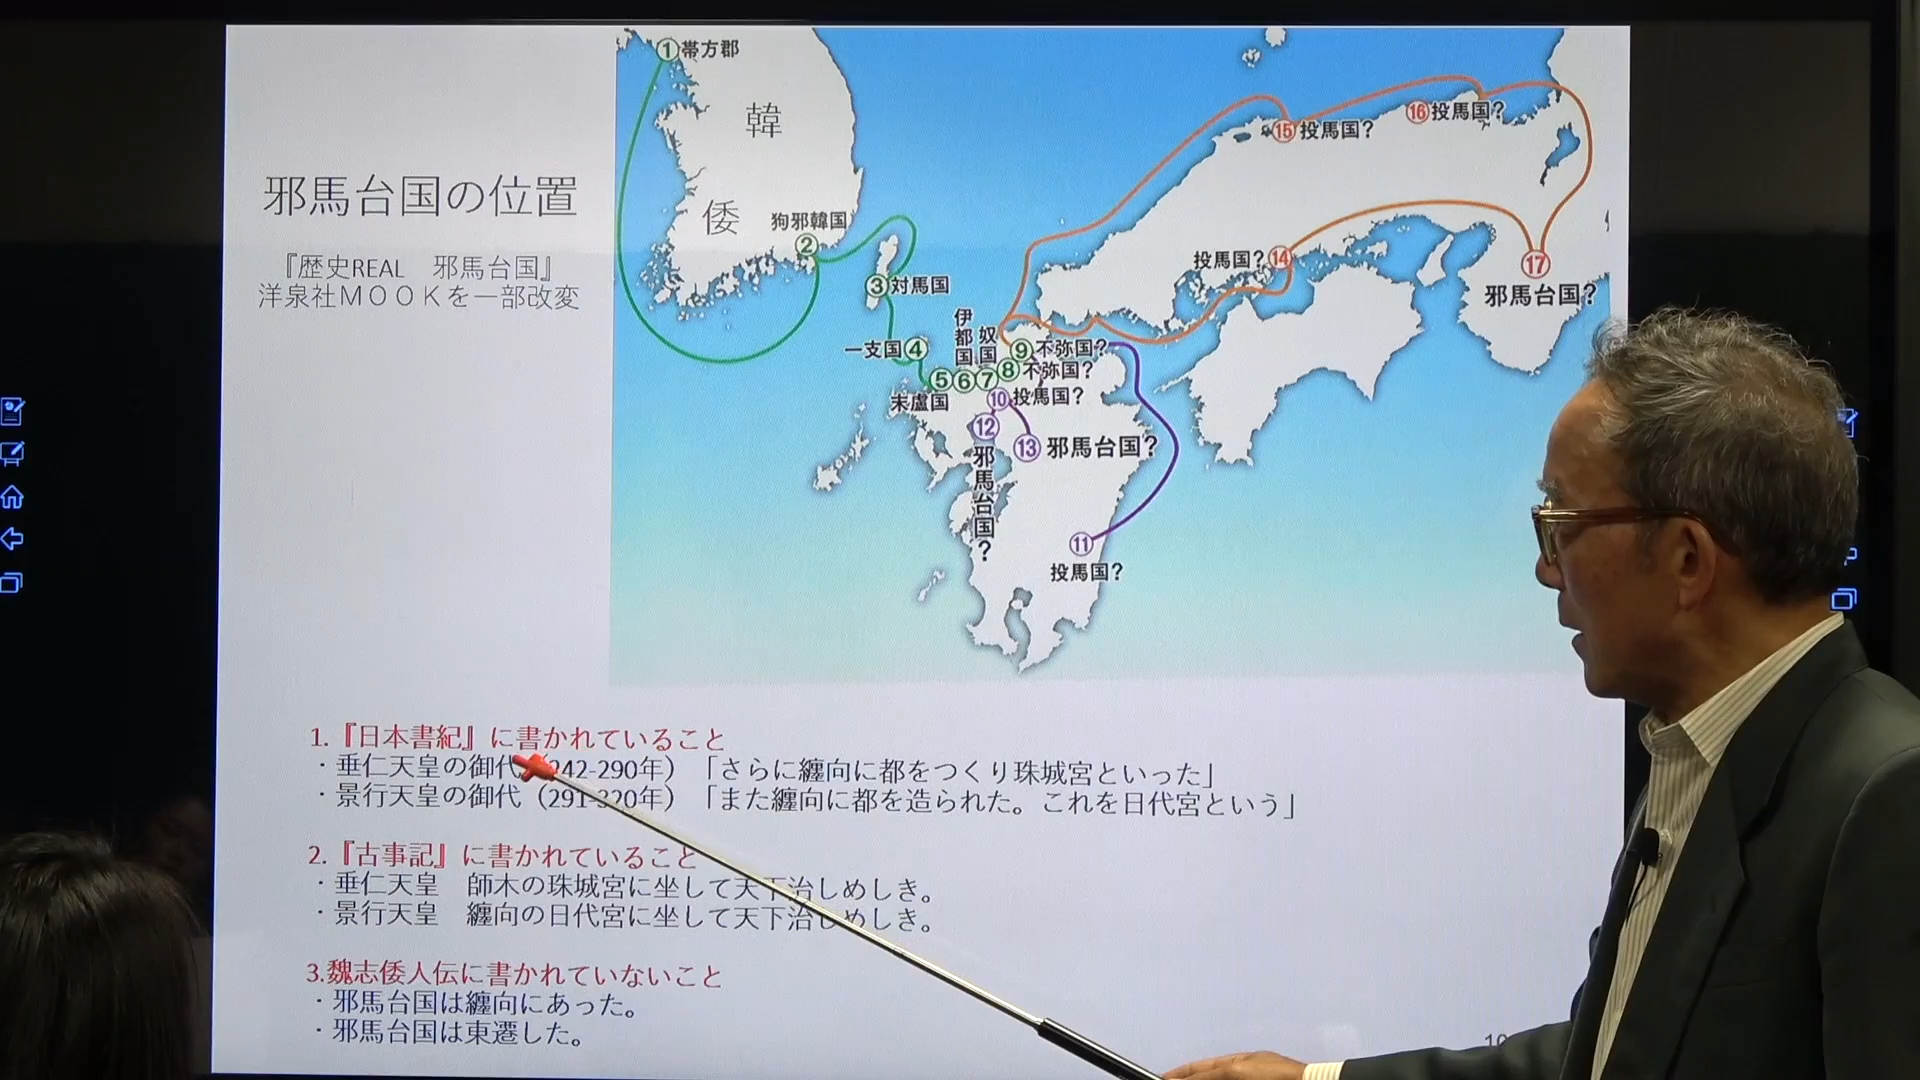 邪馬台国の位置
『歴史REAL　邪馬台国』
洋泉社MOOKを一部改変
①帯方郡
韓
倭
狗邪韓国
②
③対馬国
一支国④
伊都国
奴国
⑨不弥国?
⑤⑥⑦⑧不弥国?
末盧国
⑩投馬国?
⑫
邪馬台国?
⑬邪馬台国?
⑪
投馬国?
投馬国?⑭
⑮投馬国?
⑯投馬国?
⑰
邪馬台国?
1.『日本書紀』に書かれていること
・垂仁天皇の御代（242-290年）「さらに纏向に都をつくり珠城宮といった」
・景行天皇の御代（291-320年）「また纏向に都を造られた。これを日代宮という」
2.『古事記』に書かれていること
・垂仁天皇　師木の珠城宮に坐して天下治しめしき。
・景行天皇　纏向の日代宮に坐して天下治しめしき。
3.魏志倭人伝に書かれていないこと
・邪馬台国は纏向にあった。
・邪馬台国は東遷した。